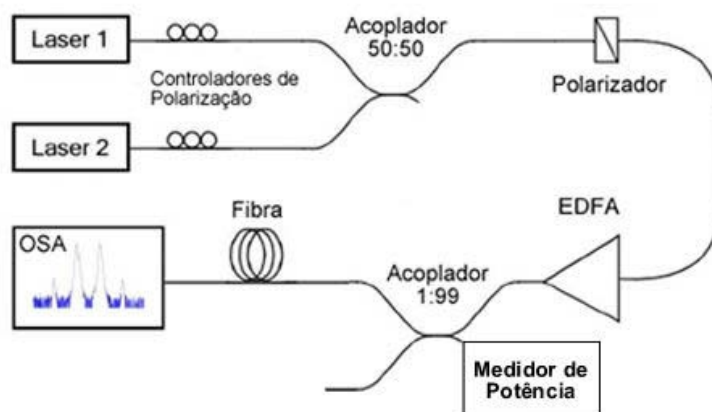 Laser 1
Controladores de
Polarização
Laser 2
Acoplador
50:50
Polarizador
EDFA
Acoplador
1:99
Fibra
OSA
Medidor de
Potência